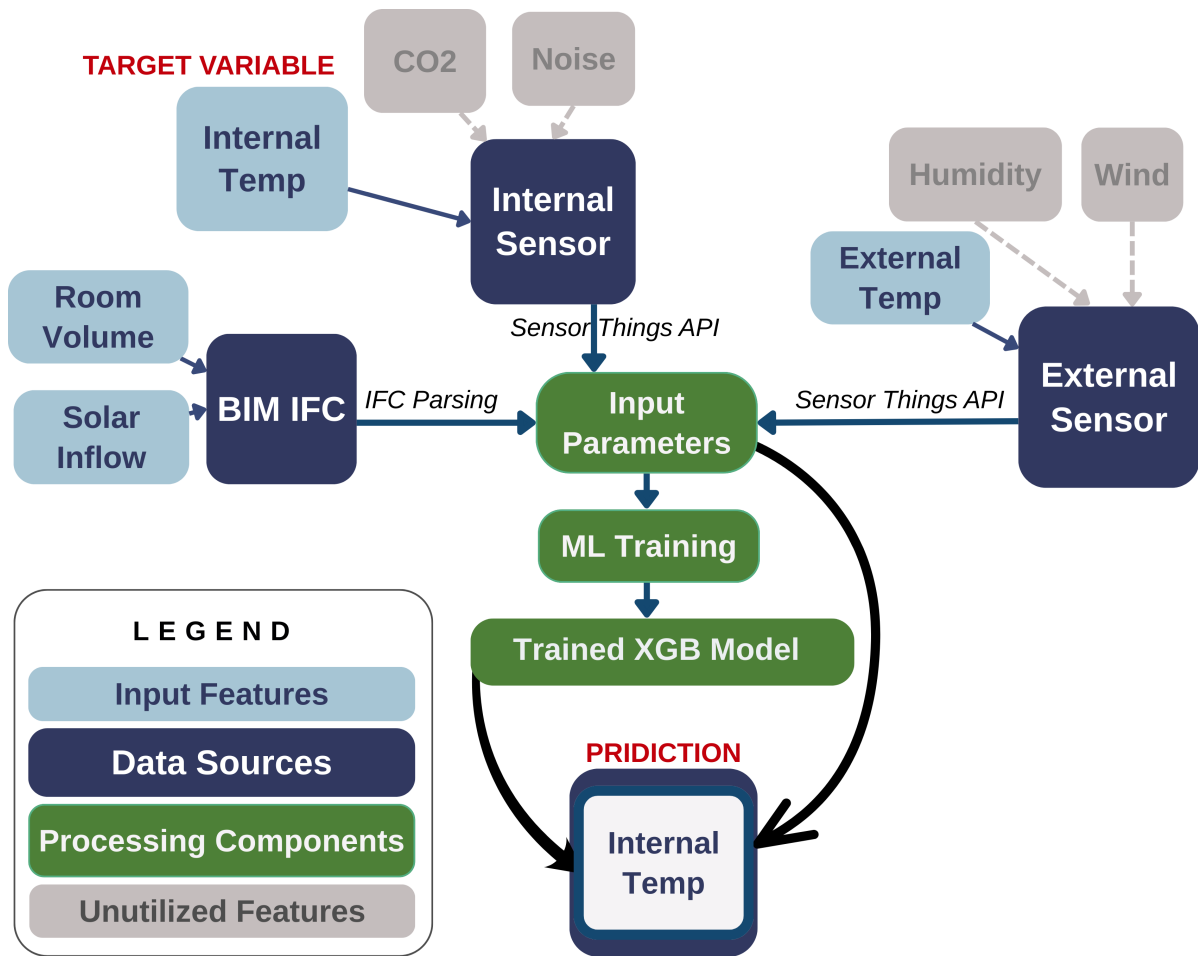 TARGET VARIABLE
CO2
Noise
Internal
Temp
Internal
Sensor
Humidity
Wind
External
Temp
External
Sensor
Room
Volume
Solar
Inflow
BIM IFC
IFC Parsing
Sensor Things API
Sensor Things API
Input
Parameters
ML Training
Trained XGB Model
PRIDICTION
Internal
Temp
LEGEND
Input Features
Data Sources
Processing Components
Unutilized Features